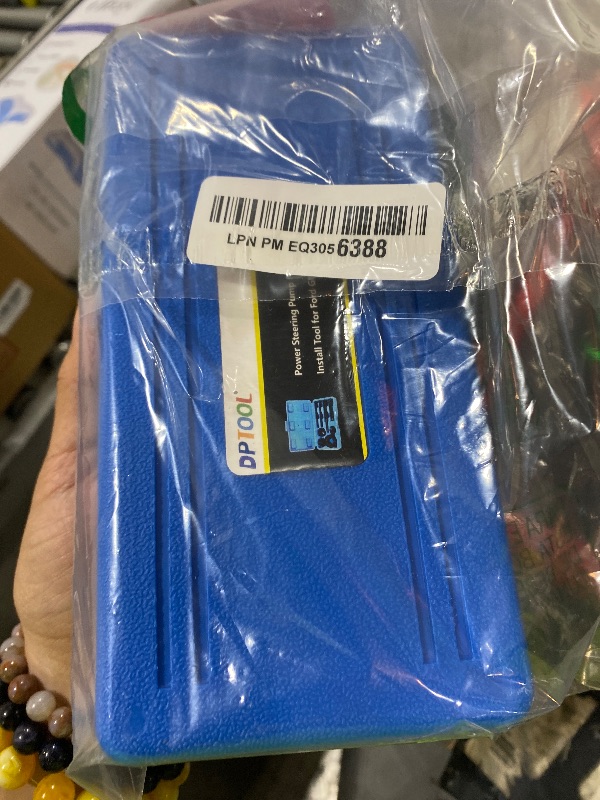 LPN PM EQ3056388
DPTOOL
Power Steering Pump
Install Tool for Ford